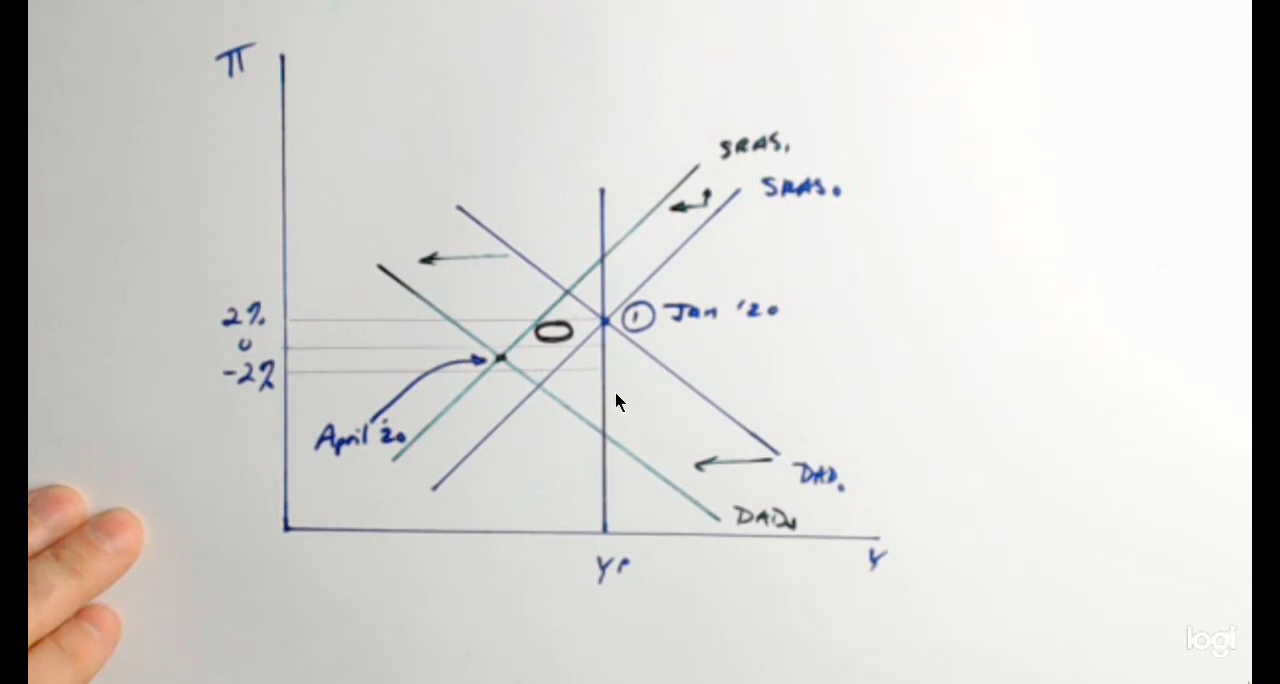 π
SRAS₁
SRAS₀
2%
① Jan '20
0
-2%
April '20
DAD₀
DAD₁
Yᴾ
Y
logi